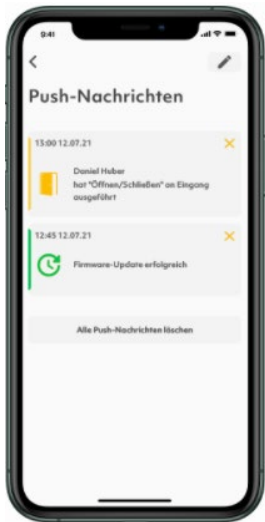 9:41
Push-Nachrichten
13:00 12.07.21
Daniel Huber
hat "Öffnen/Schließen" an Eingang
ausgeführt
12:45 12.07.21
Firmware-Update erfolgreich
Alle Push-Nachrichten löschen